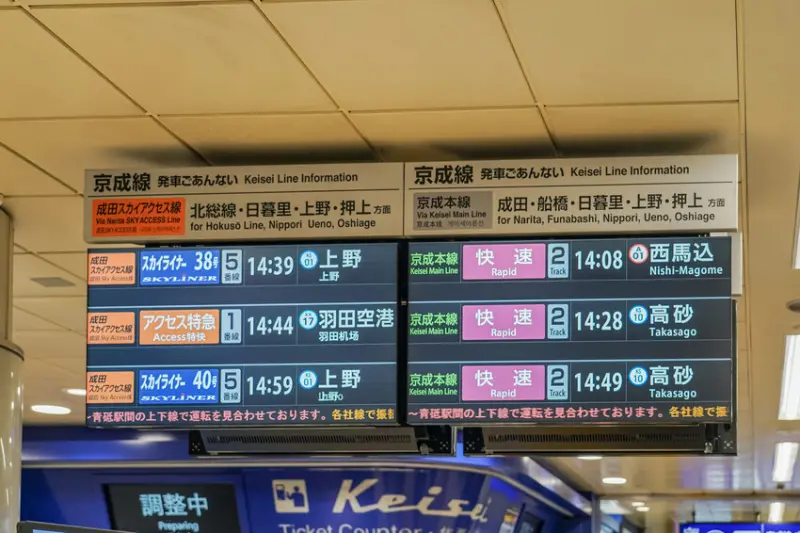 京成線 発車ごあんない Keisei Line Information
成田スカイアクセス線
Via Narita SKY ACCESS Line
北総線・日暮里・上野・押上 方面
for Hokuso Line, Nippori Ueno, Oshiage
成田スカイアクセス線 スカイライナー 38号 SKYLINER 5番線 14:39 上野 上野
成田スカイアクセス線 アクセス特急 Access特快 1番線 14:44 17 羽田空港 羽田机场
成田スカイアクセス線 スカイライナー 40号 SKYLINER 5番線 14:59 01 上野 上野
〜青砥駅間の上下線で運転を見合わせております。 各社線で振
京成線 発車ごあんない Keisei Line Information
京成本線
Via Keisei Main Line
成田・船橋・日暮里・上野・押上 方面
for Narita, Funabashi, Nippori, Ueno, Oshiage
京成本線 Keisei Main Line 快速 Rapid 2 Track 14:08 A 01 西馬込 Nishi-Magome
京成本線 Keisei Main Line 快速 Rapid 2 Track 14:28 KS 10 高砂 Takasago
京成本線 Keisei Main Line 快速 Rapid 2 Track 14:49 KS 10 高砂 Takasago
〜青砥駅間の上下線で運転を見合わせております。 各社線で振
調整中
Preparing
Keisei
Ticket Counter